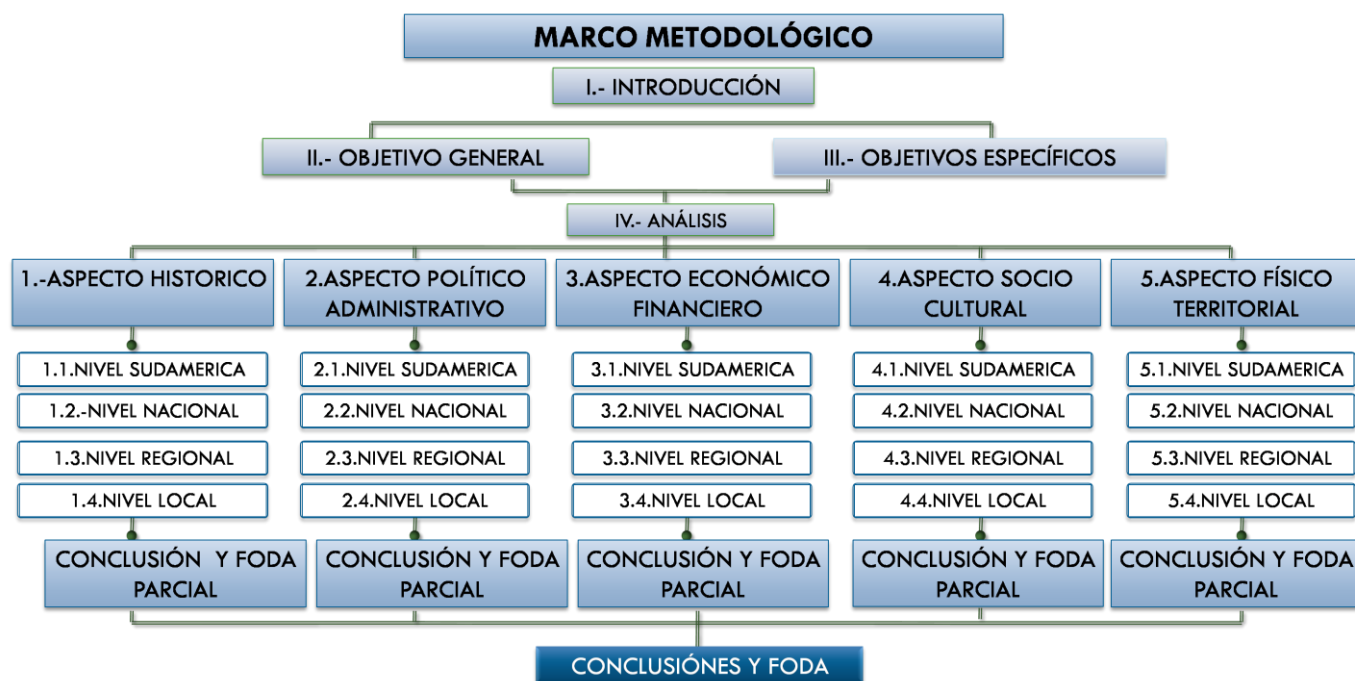 MARCO METODOLÓGICO
I.- INTRODUCCIÓN
II.- OBJETIVO GENERAL
III.- OBJETIVOS ESPECÍFICOS
IV.- ANÁLISIS
1.-ASPECTO HISTORICO
2.ASPECTO POLÍTICO
ADMINISTRATIVO
3.ASPECTO ECONÓMICO
FINANCIERO
4.ASPECTO SOCIO
CULTURAL
5.ASPECTO FÍSICO
TERRITORIAL
1.1.NIVEL SUDAMERICA
2.1.NIVEL SUDAMERICA
3.1.NIVEL SUDAMERICA
4.1.NIVEL SUDAMERICA
5.1.NIVEL SUDAMERICA
1.2.-NIVEL NACIONAL
2.2.NIVEL NACIONAL
3.2.NIVEL NACIONAL
4.2.NIVEL NACIONAL
5.2.NIVEL NACIONAL
1.3.NIVEL REGIONAL
2.3.NIVEL REGIONAL
3.3.NIVEL REGIONAL
4.3.NIVEL REGIONAL
5.3.NIVEL REGIONAL
1.4.NIVEL LOCAL
2.4.NIVEL LOCAL
3.4.NIVEL LOCAL
4.4.NIVEL LOCAL
5.4.NIVEL LOCAL
CONCLUSIÓN Y FODA
PARCIAL
CONCLUSIÓN Y FODA
PARCIAL
CONCLUSIÓN Y FODA
PARCIAL
CONCLUSIÓN Y FODA
PARCIAL
CONCLUSIÓN Y FODA
PARCIAL
CONCLUSIÓNES Y FODA